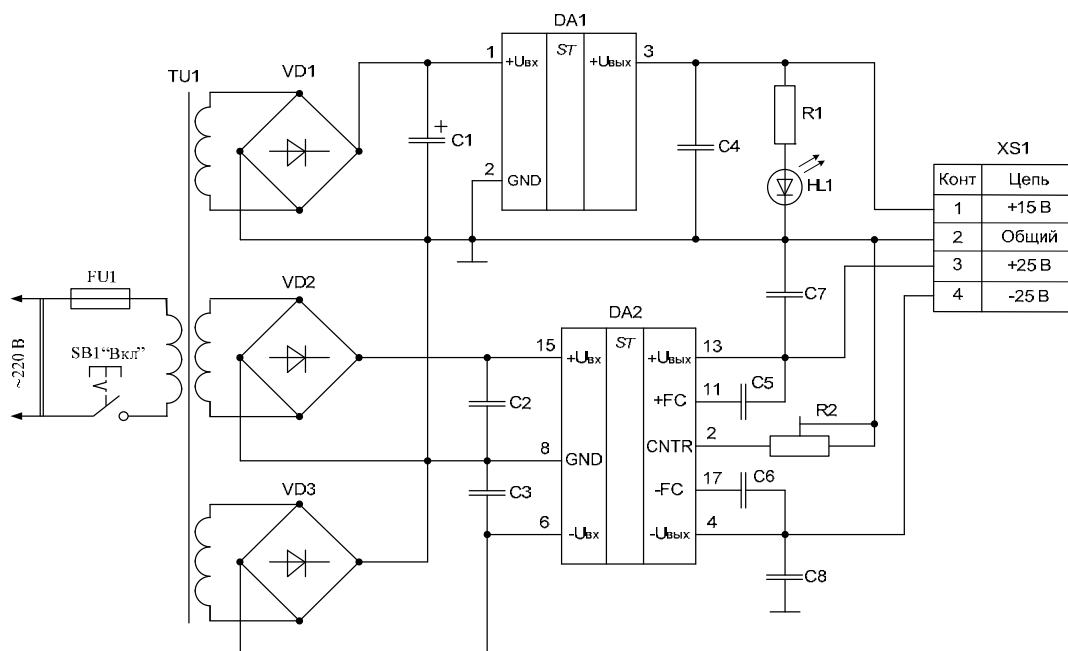 DA1
1
+Uвх
ST
+Uвых
3
TU1
VD1
C1
+
2
GND
C4
R1
HL1
XS1
Конт
Цепь
1
+15 В
2
Общий
3
+25 В
4
-25 В
FU1
VD2
C7
~220 В
SB1“Вкл”
DA2
15
+Uвх
ST
+Uвых
13
C2
11
+FC
C5
R2
8
GND
CNTR
2
VD3
C3
-FC
17
C6
6
-Uвх
-Uвых
4
C8